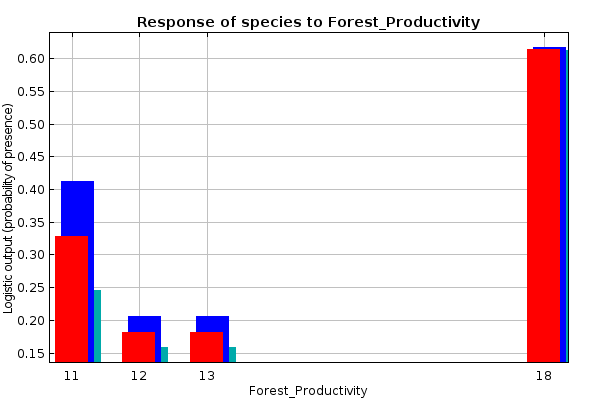 Response of species to Forest_Productivity
Logistic output (probability of presence)
0.60
0.55
0.50
0.45
0.40
0.35
0.30
0.25
0.20
0.15
11 12 13 18
Forest_Productivity